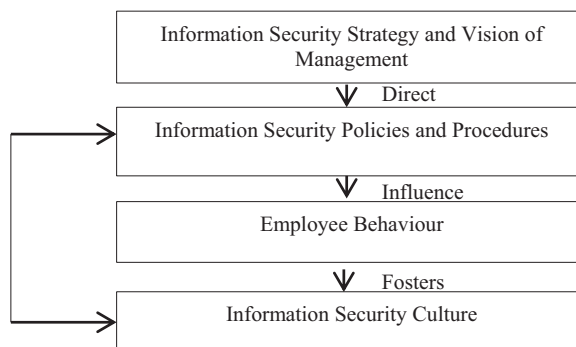 Information Security Strategy and Vision of
Management
Direct
Information Security Policies and Procedures
Influence
Employee Behaviour
Fosters
Information Security Culture